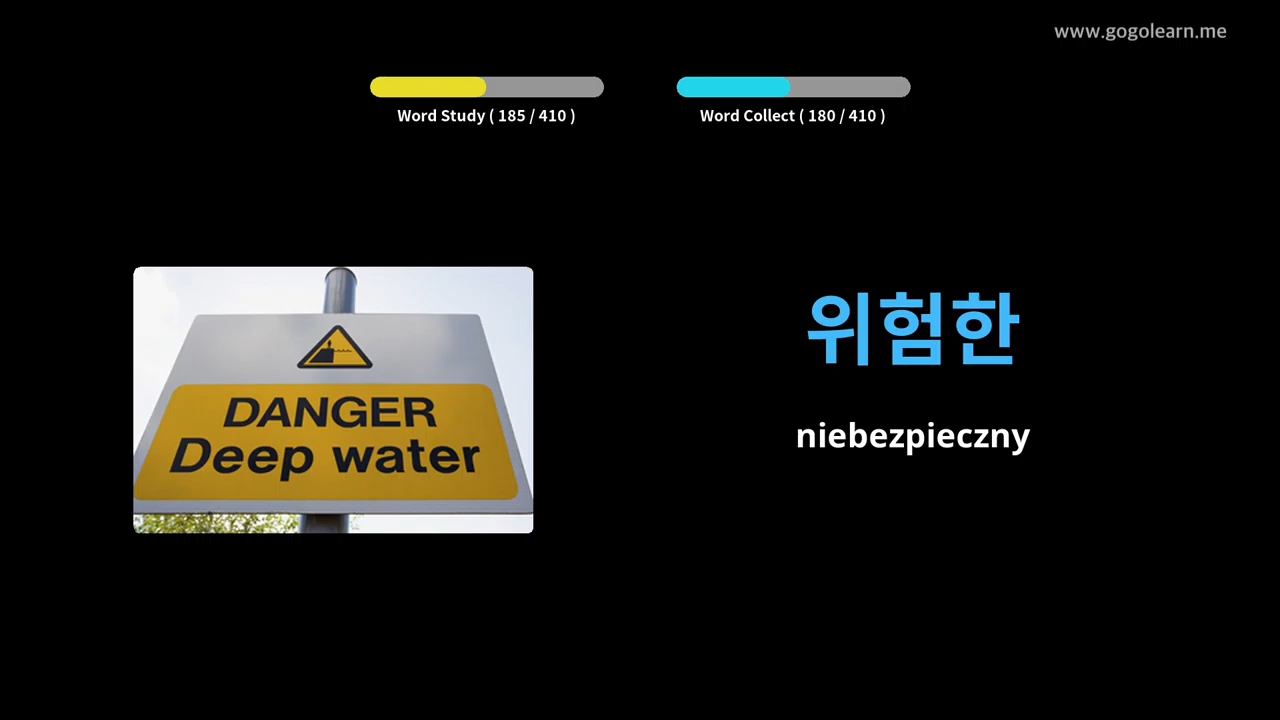 www.gogolearn.me
Word Study ( 185 / 410 )
Word Collect ( 180 / 410 )
DANGER
Deep water
위험한
niebezpieczny